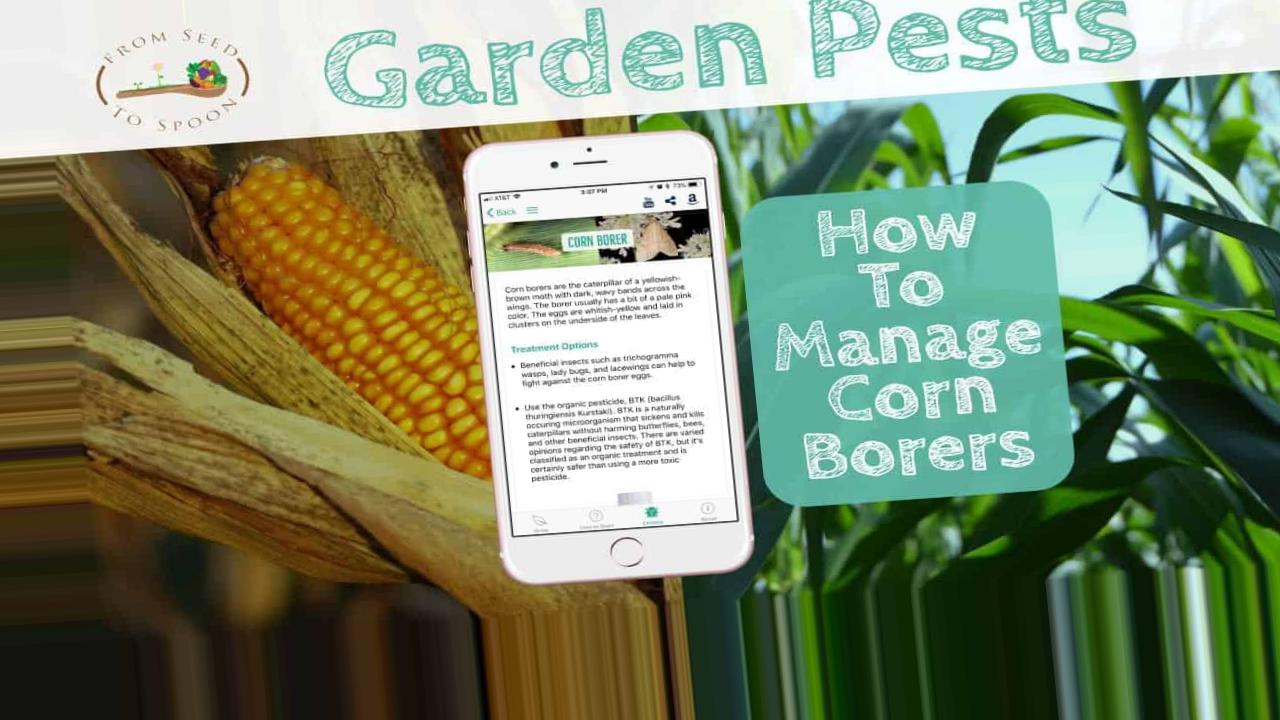 FROM SEED
TO SPOON
Garden Pests
AT&T
3:07 PM
73%
Back
You
a
CORN BORER
Corn borers are the caterpillar of a yellowish-
brown moth with dark, wavy bands across the
wings. The borer usually has a bit of a pale pink
color. The eggs are whitish-yellow and laid in
clusters on the underside of the leaves.
Treatment Options
• Beneficial insects such as trichogramma
wasps, lady bugs, and lacewings can help to
fight against the corn borer eggs.
• Use the organic pesticide, BTK (bacillus
thuringiensis Kurstaki). BTK is a naturally
occuring microorganism that sickens and kills
caterpillars without harming butterflies, bees,
and other beneficial insects. There are varied
opinions regarding the safety of BTK, but it's
classified as an organic treatment and is
certainly safer than using a more toxic
pesticide.
How
To
Manage
Corn
Borers